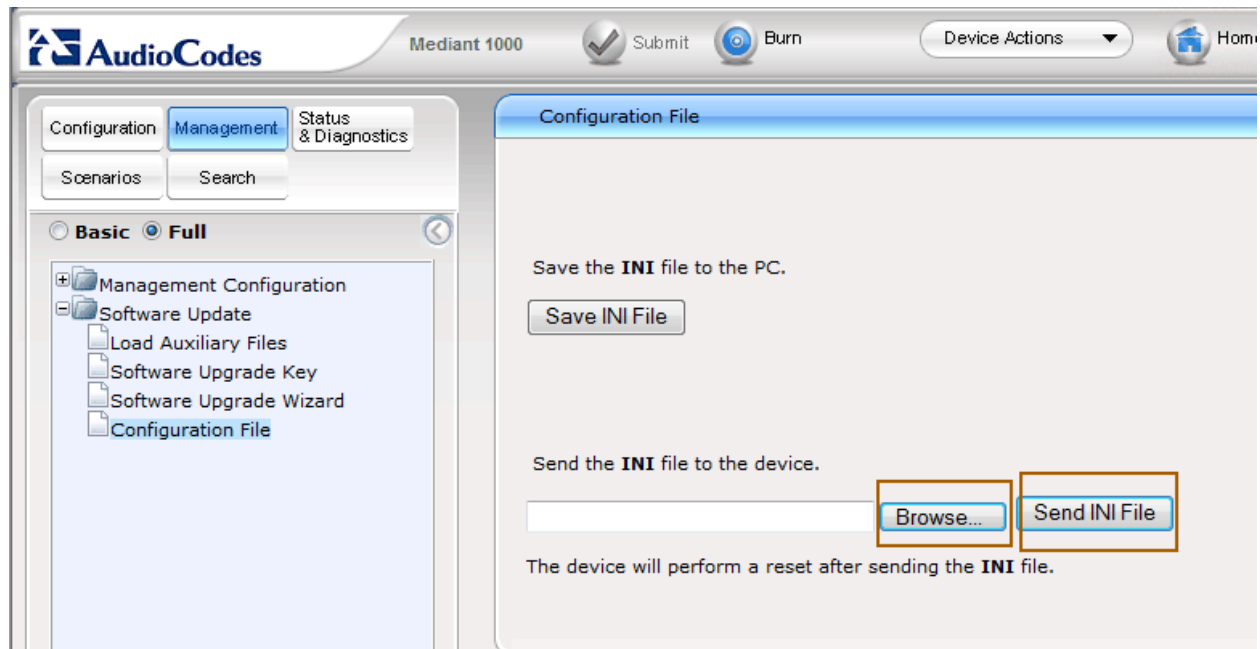 AudioCodes
Mediant 1000
Submit
Burn
Device Actions
Home
Configuration
Management
Status
& Diagnostics
Scenarios
Search
Basic
Full
Management Configuration
Software Update
Load Auxiliary Files
Software Upgrade Key
Software Upgrade Wizard
Configuration File
Configuration File
Save the INI file to the PC.
Save INI File
Send the INI file to the device.
Browse...
Send INI File
The device will perform a reset after sending the INI file.